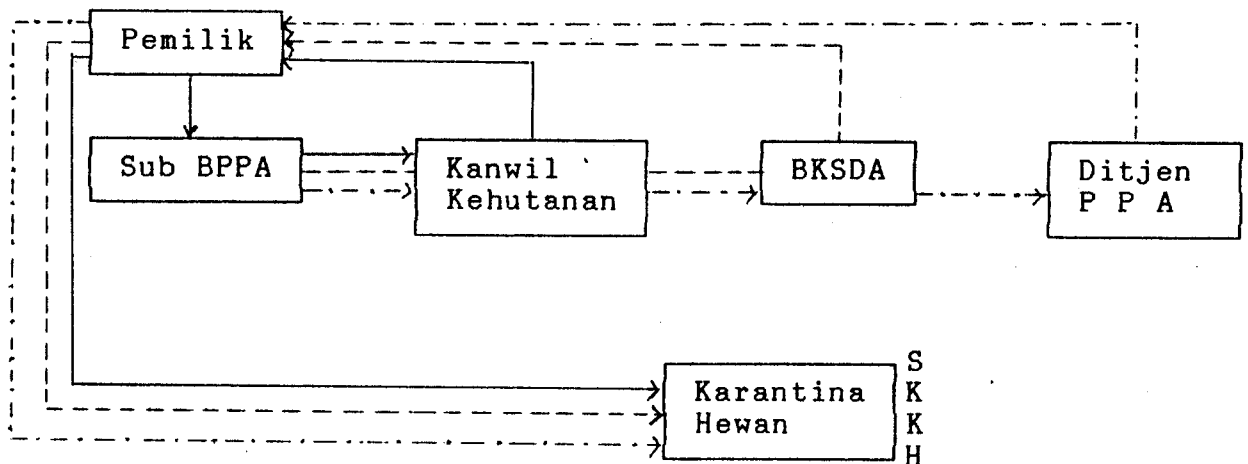 Pemilik
Sub BPPA
Kanwil
Kehutanan
BKSDA
Ditjen
P P A
Karantina
Hewan
S
K
K
H